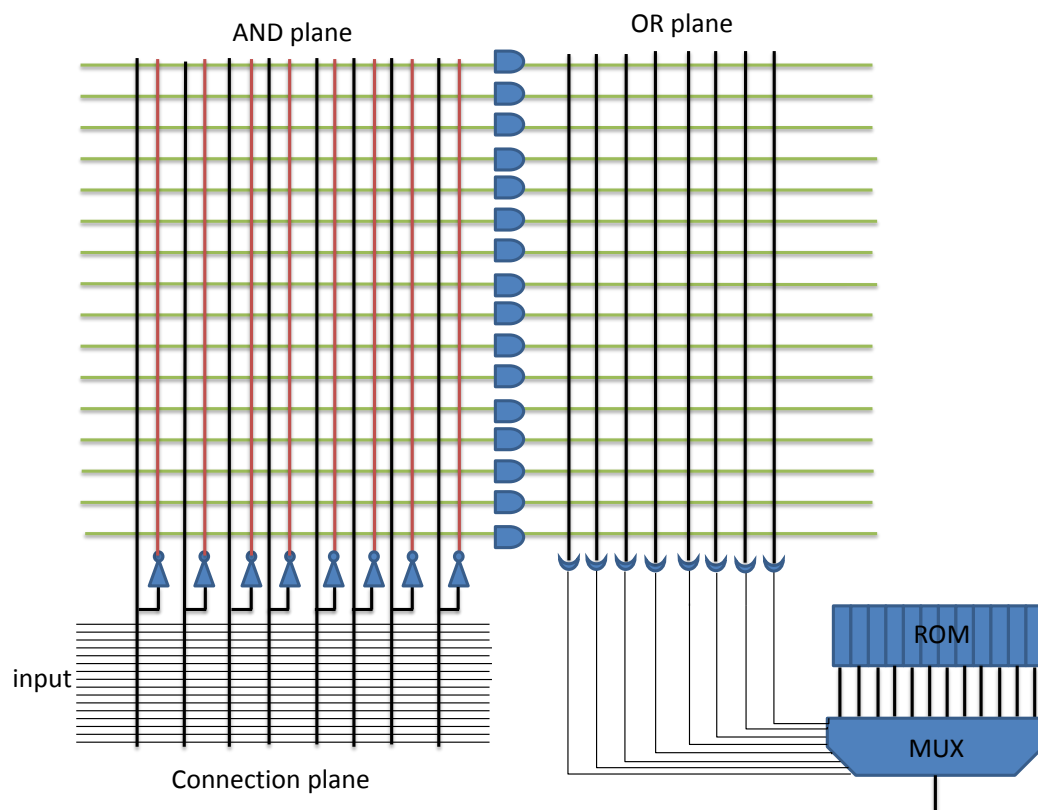 AND plane
OR plane
input
Connection plane
ROM
MUX